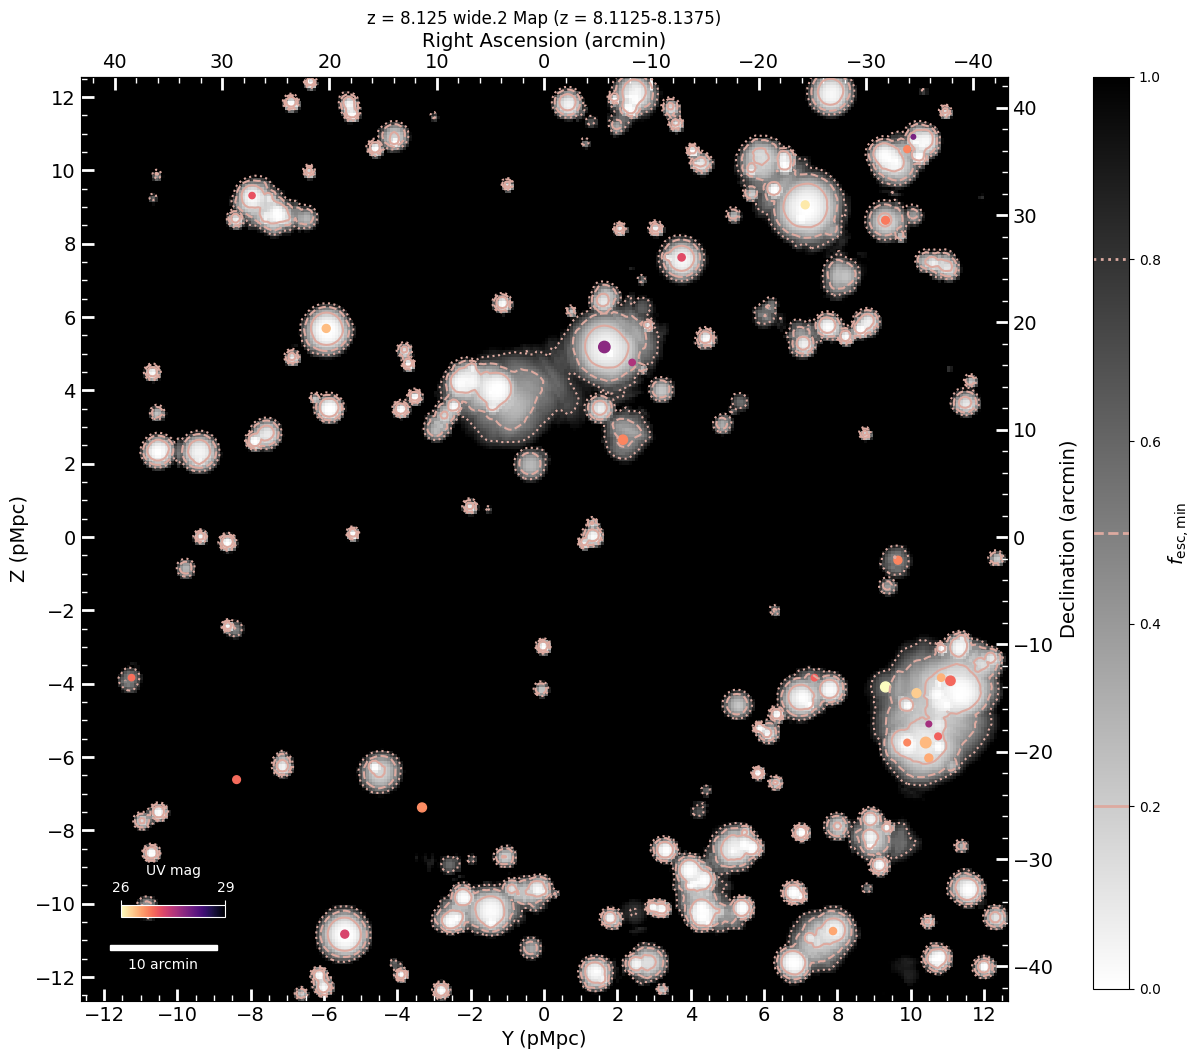 z = 8.125 wide.2 Map (z = 8.1125-8.1375)
Right Ascension (arcmin)
40 30 20 10 0 −10 −20 −30 −40
12 10 8 6 4 2 0 −2 −4 −6 −8 −10 −12
Z (pMpc)
40 30 20 10 0 −10 −20 −30 −40
Declination (arcmin)
1.0 0.8 0.6 0.4 0.2 0.0
f_esc,min
UV mag
26 29
10 arcmin
−12 −10 −8 −6 −4 −2 0 2 4 6 8 10 12
Y (pMpc)